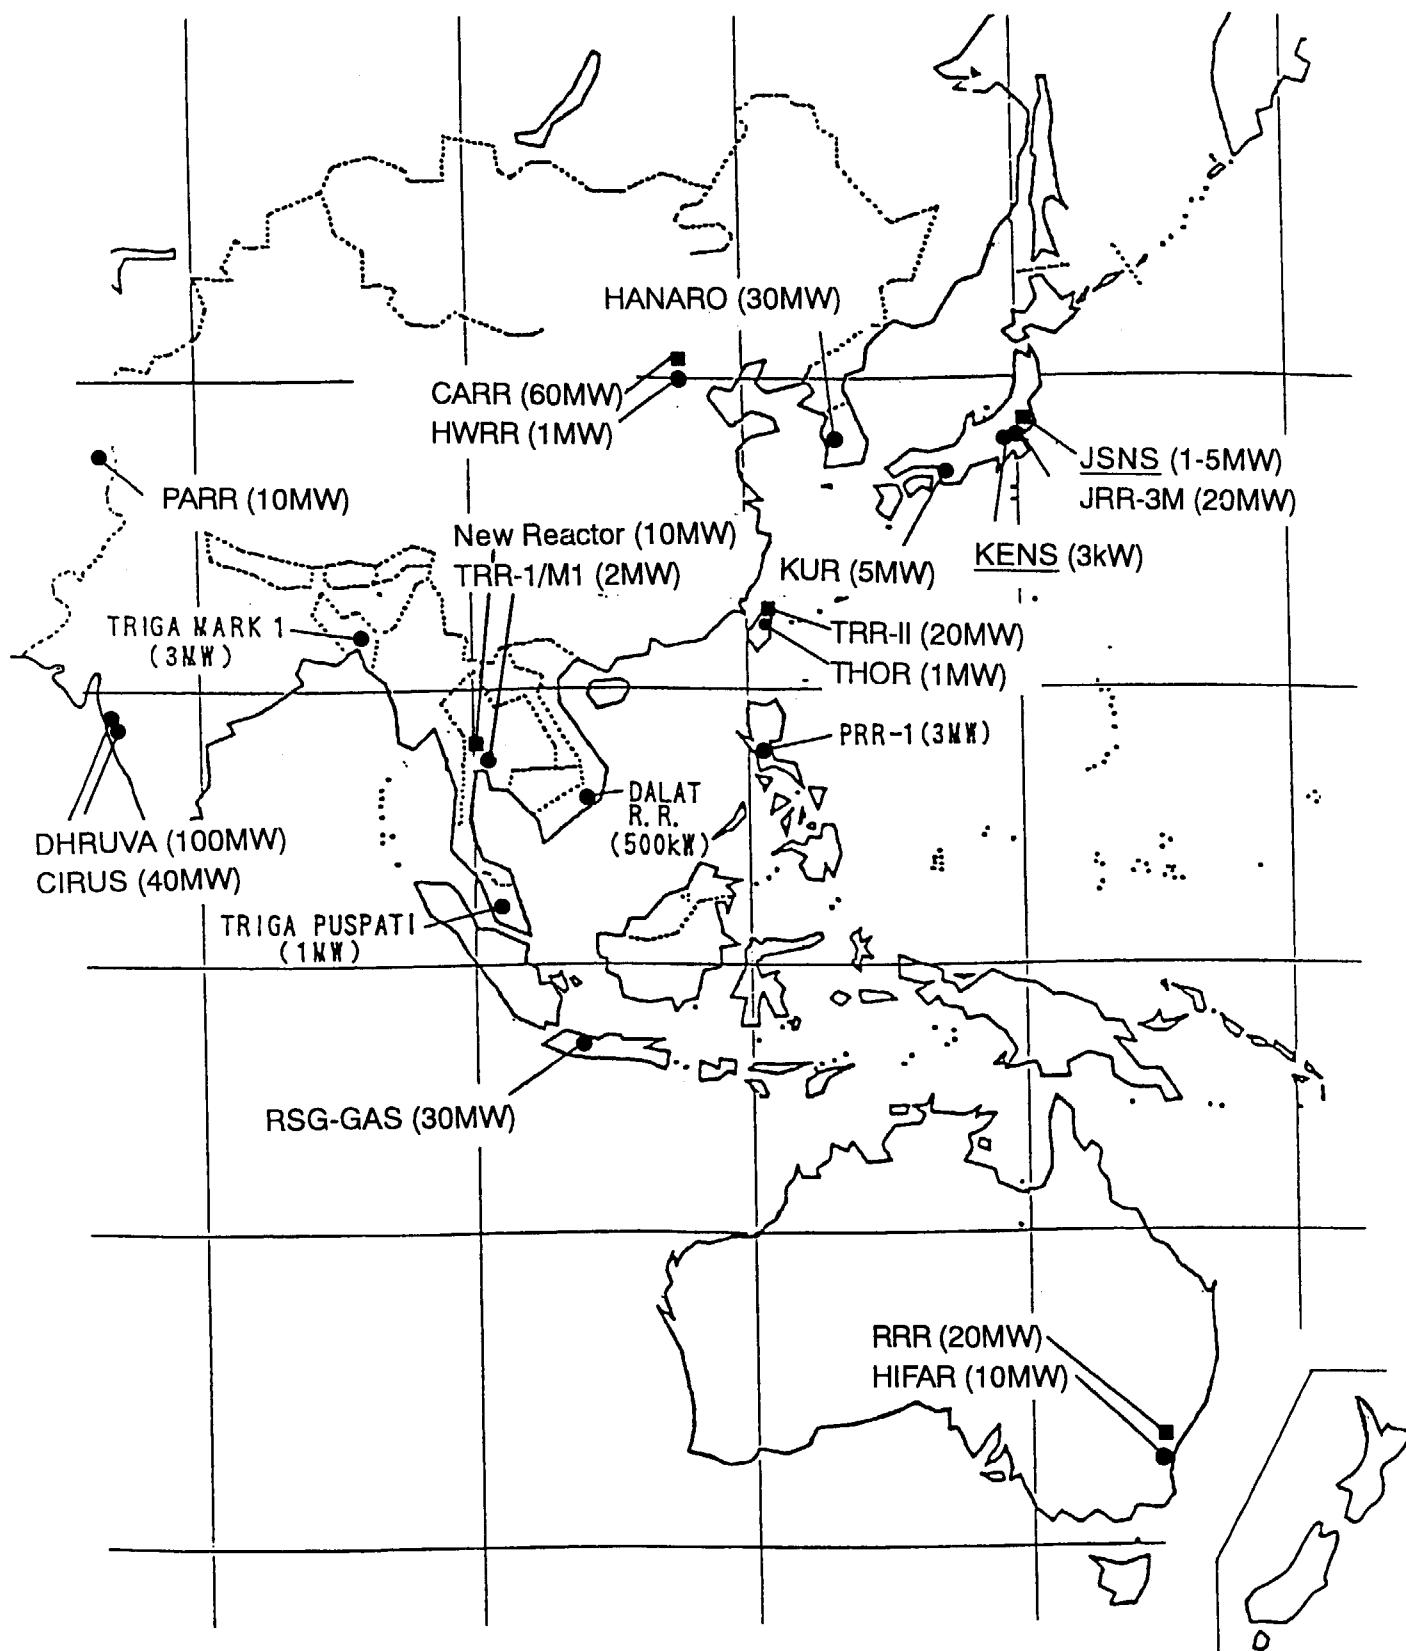 HANARO (30MW)
CARR (60MW)
HWRR (1MW)
JSNS (1-5MW)
JRR-3M (20MW)
PARR (10MW)
New Reactor (10MW)
TRR-1/M1 (2MW)
KUR (5MW)
KENS (3kW)
TRIGA MARK 1
(3MW)
TRR-II (20MW)
THOR (1MW)
PRR-1 (3MW)
DALAT
R.R.
(500kW)
DHRUVA (100MW)
CIRUS (40MW)
TRIGA PUSPATI
(1MW)
RSG-GAS (30MW)
RRR (20MW)
HIFAR (10MW)